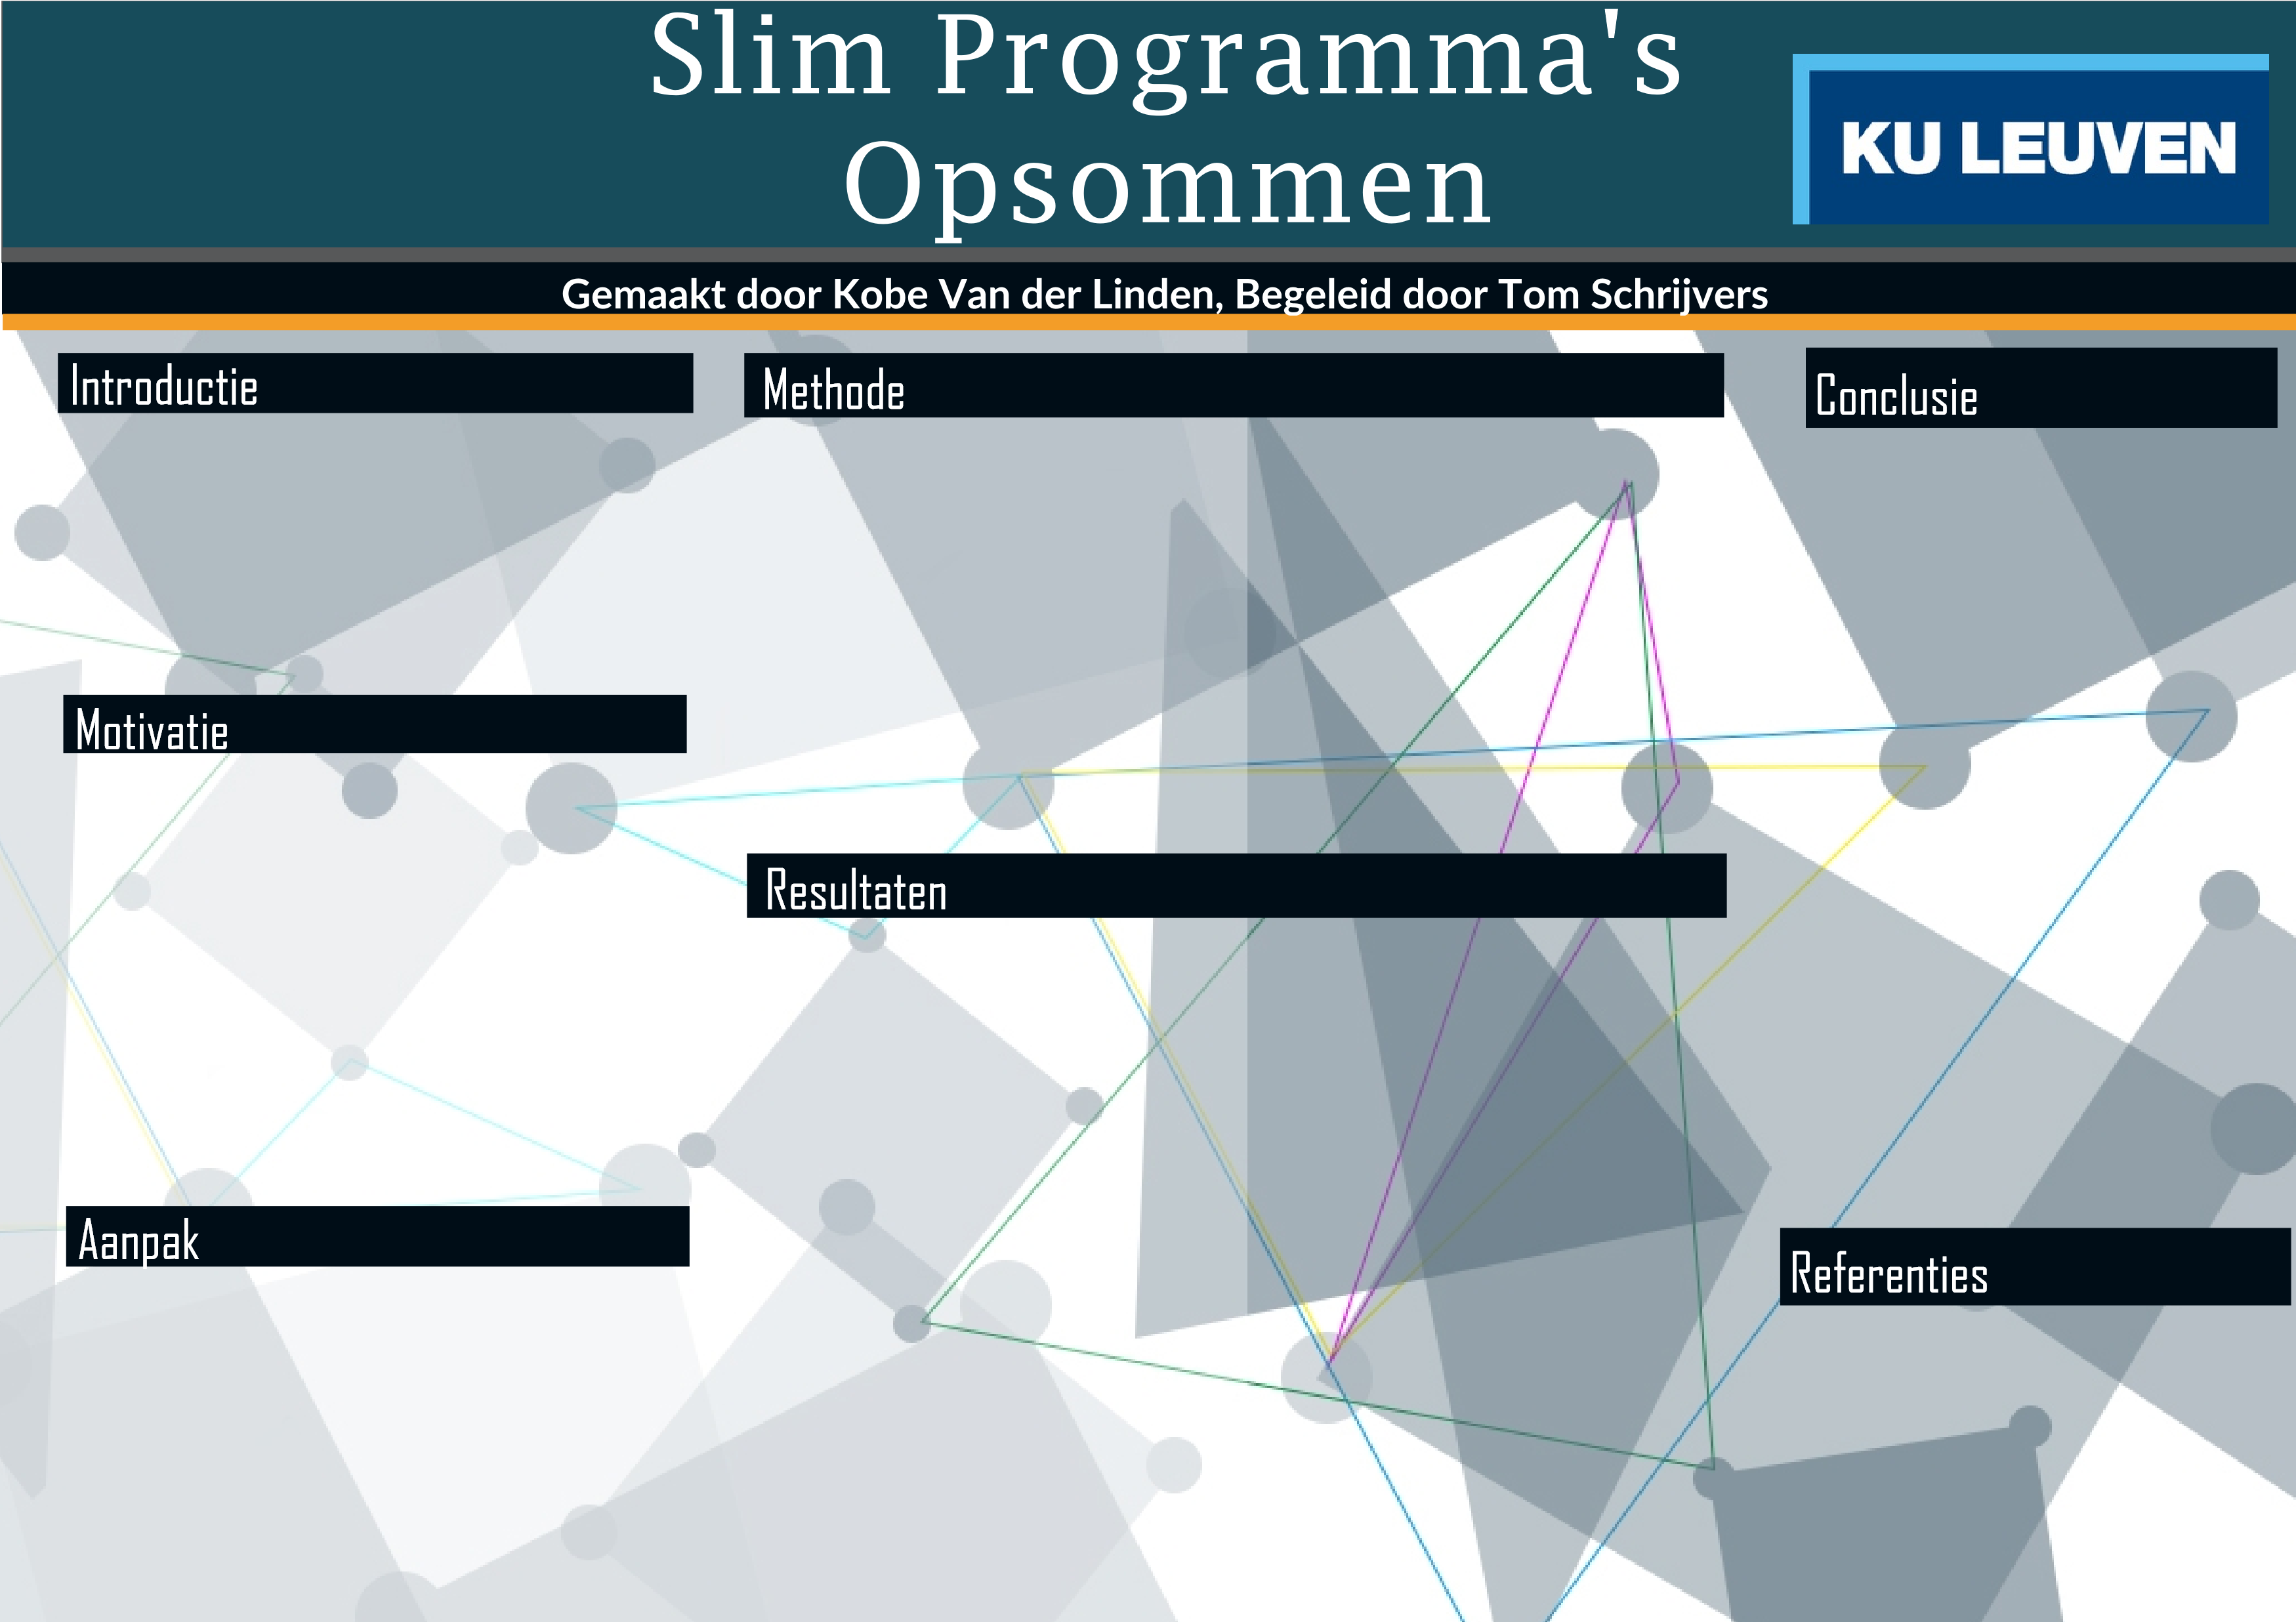 Slim Programma's
Opsommen
KU LEUVEN
Gemaakt door Kobe Van der Linden, Begeleid door Tom Schrijvers
Introductie
Motivatie
Aanpak
Methode
Resultaten
Conclusie
Referenties